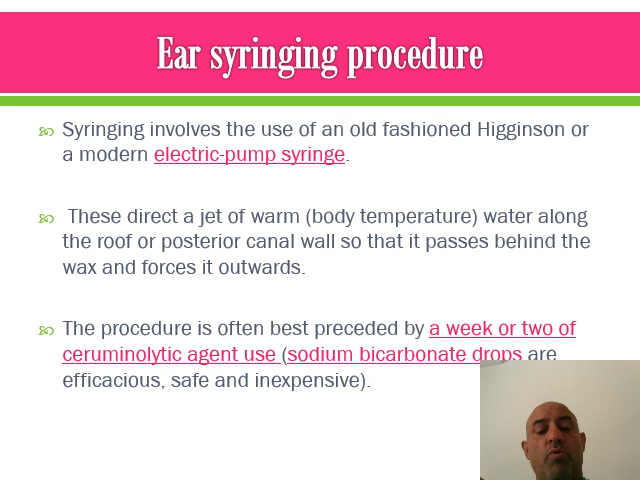 Ear syringing procedure
Syringing involves the use of an old fashioned Higginson or
a modern electric-pump syringe.
These direct a jet of warm (body temperature) water along
the roof or posterior canal wall so that it passes behind the
wax and forces it outwards.
The procedure is often best preceded by a week or two of
ceruminolytic agent use (sodium bicarbonate drops are
efficacious, safe and inexpensive).